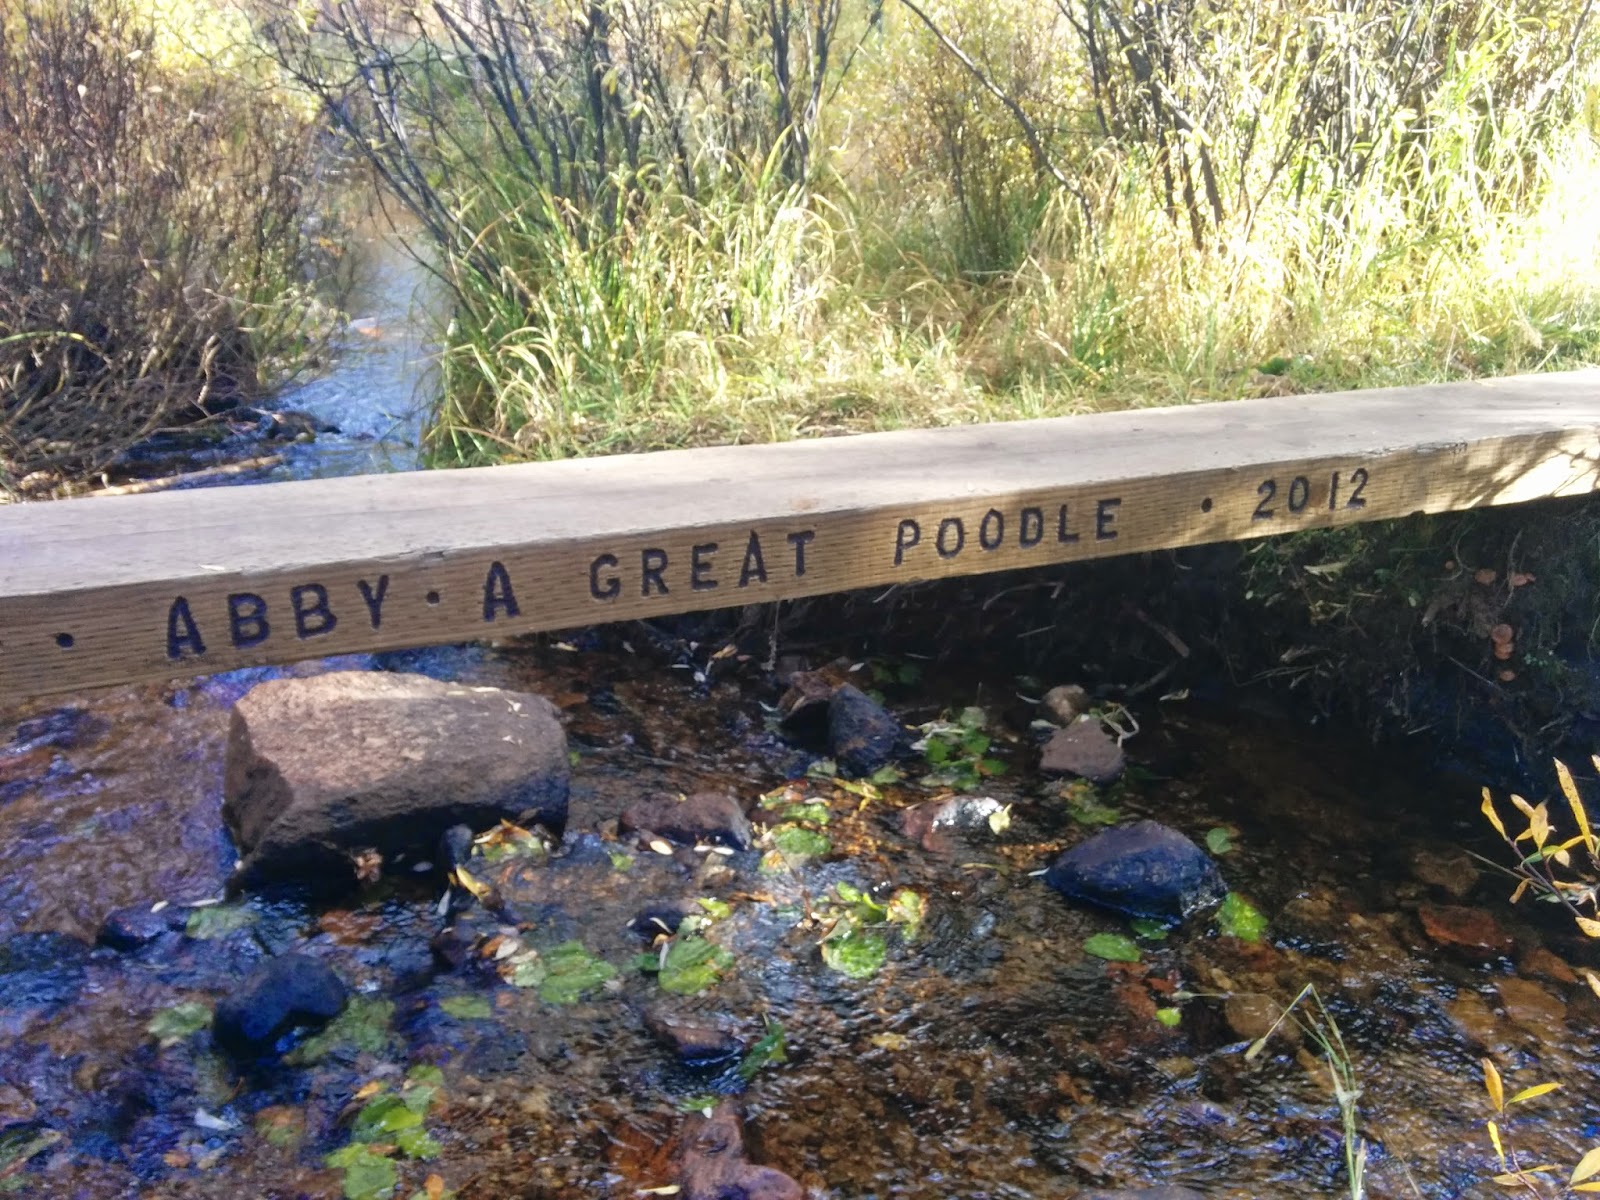 • ABBY • A GREAT POODLE • 2012